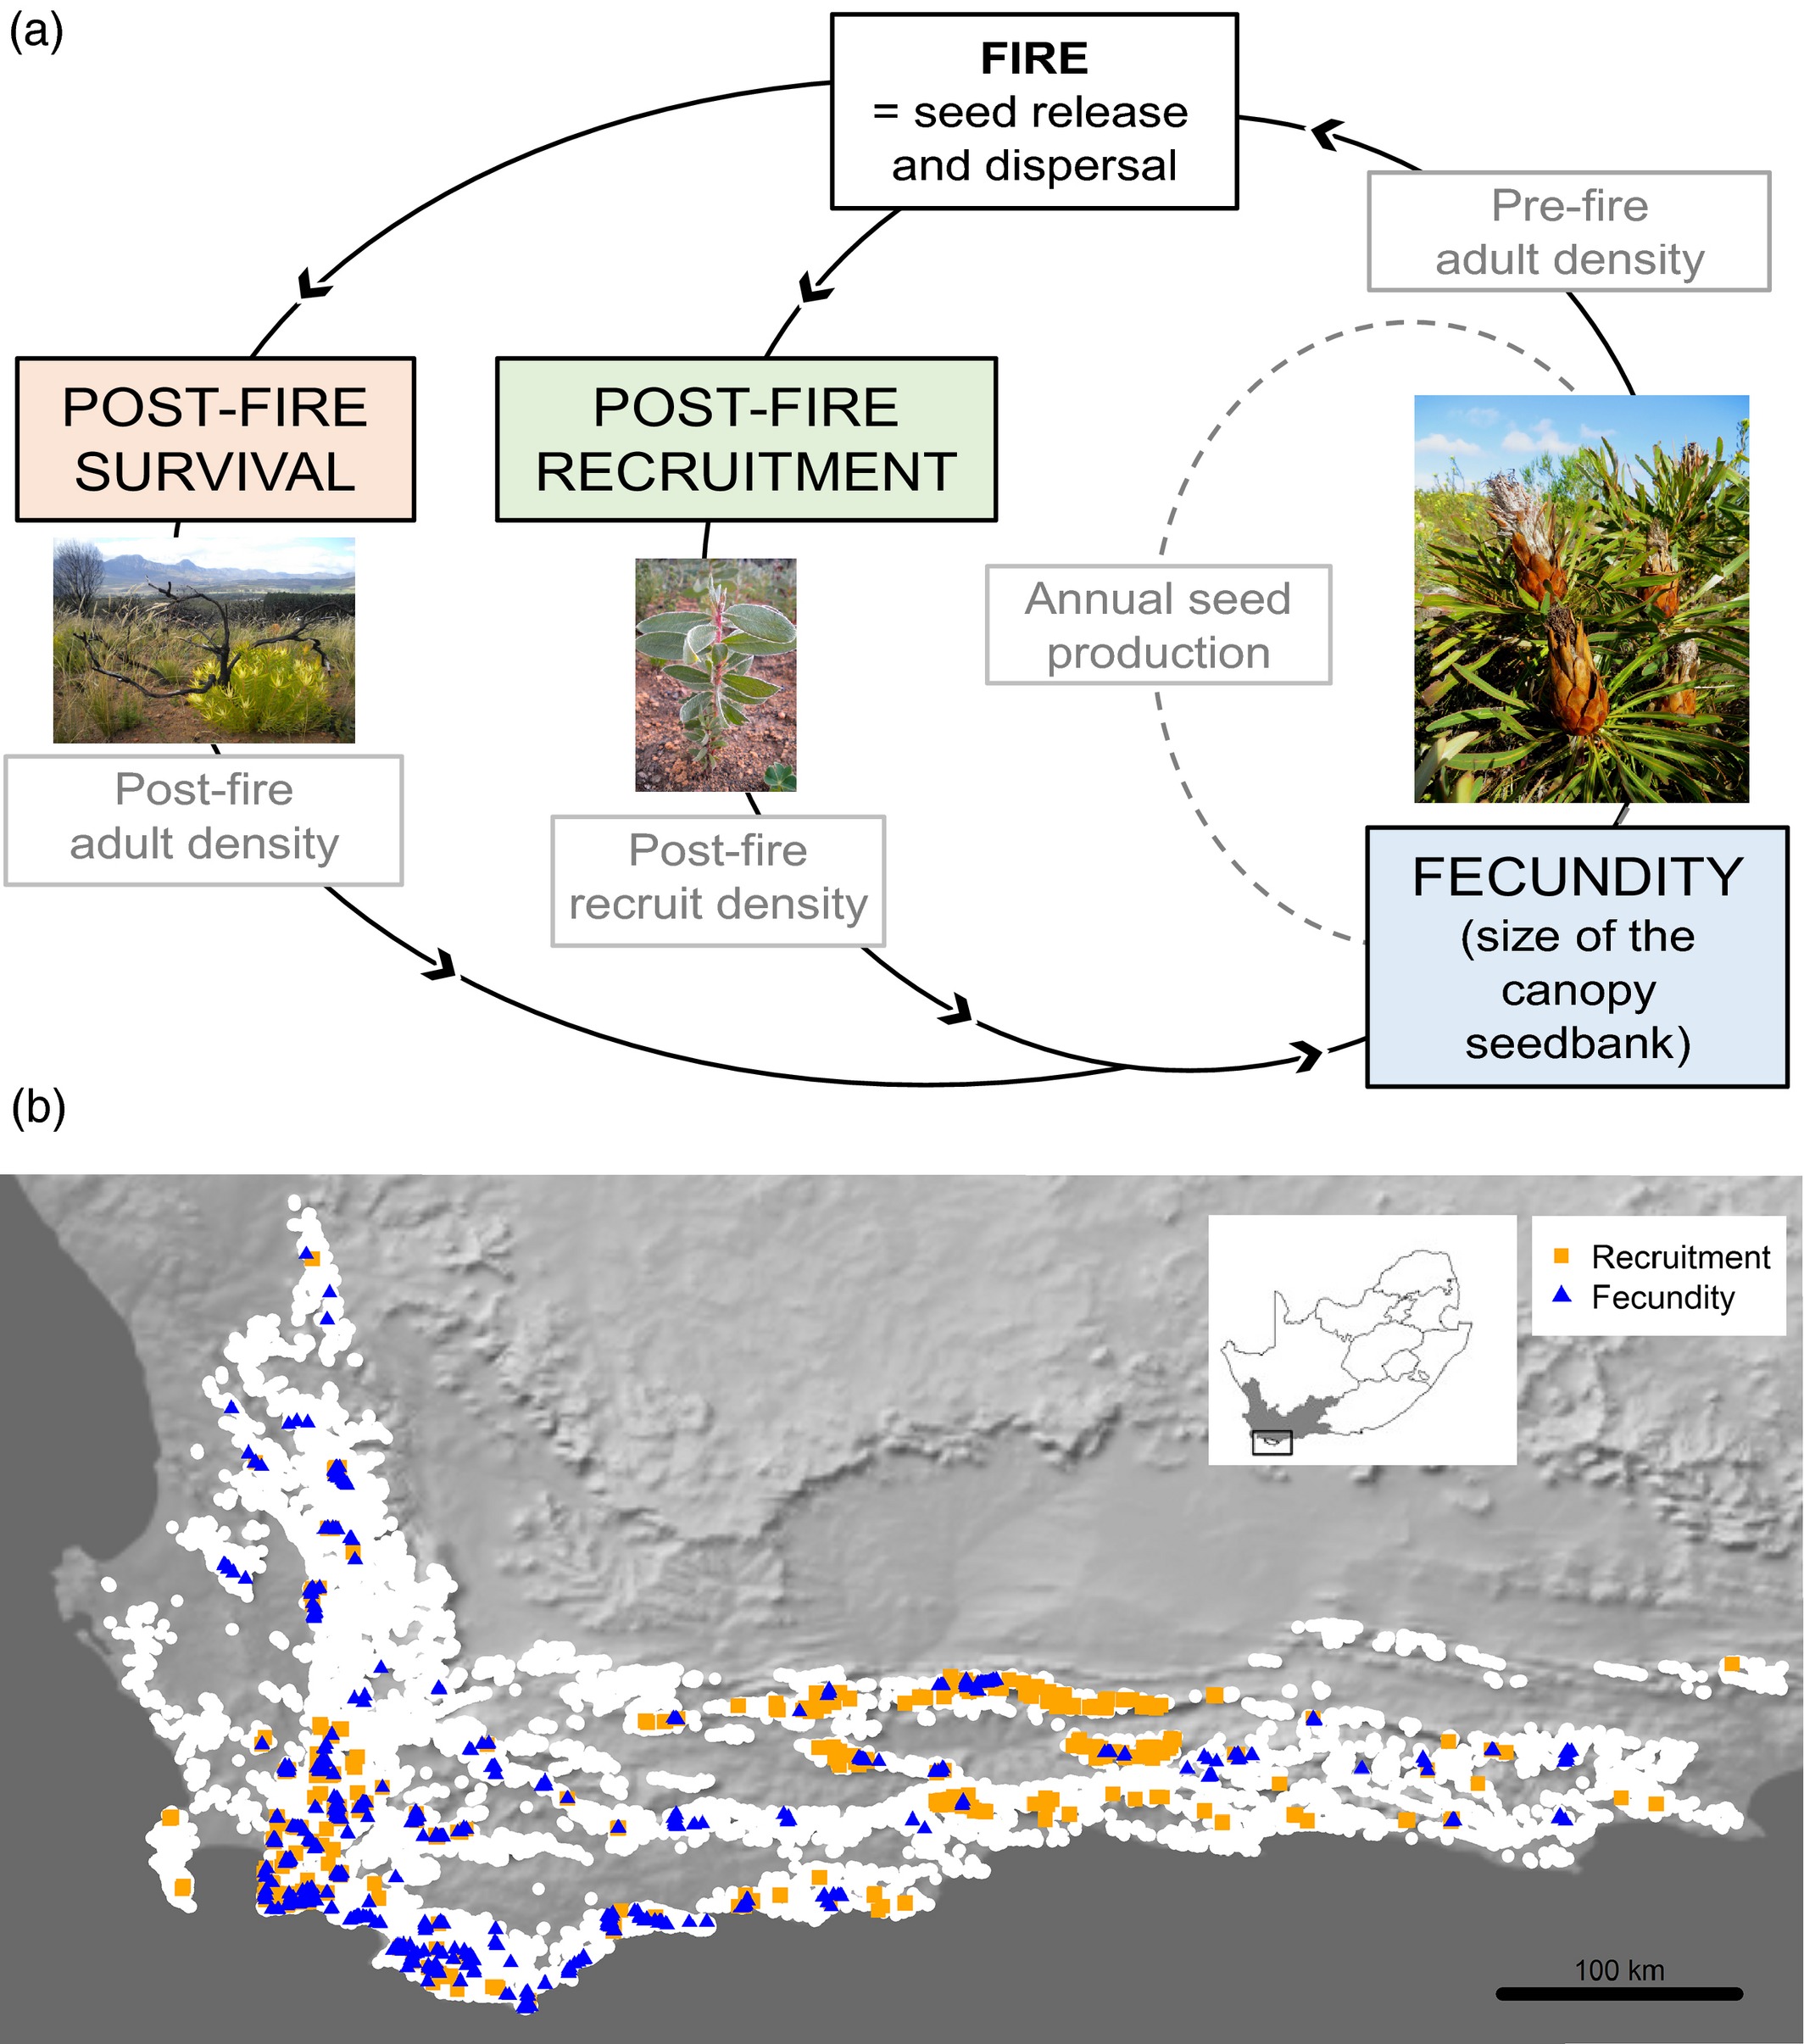 (a)
FIRE
= seed release
and dispersal
Pre-fire
adult density
POST-FIRE
SURVIVAL
POST-FIRE
RECRUITMENT
Annual seed
production
Post-fire
adult density
Post-fire
recruit density
FECUNDITY
(size of the
canopy
seedbank)
(b)
Recruitment
Fecundity
100 km